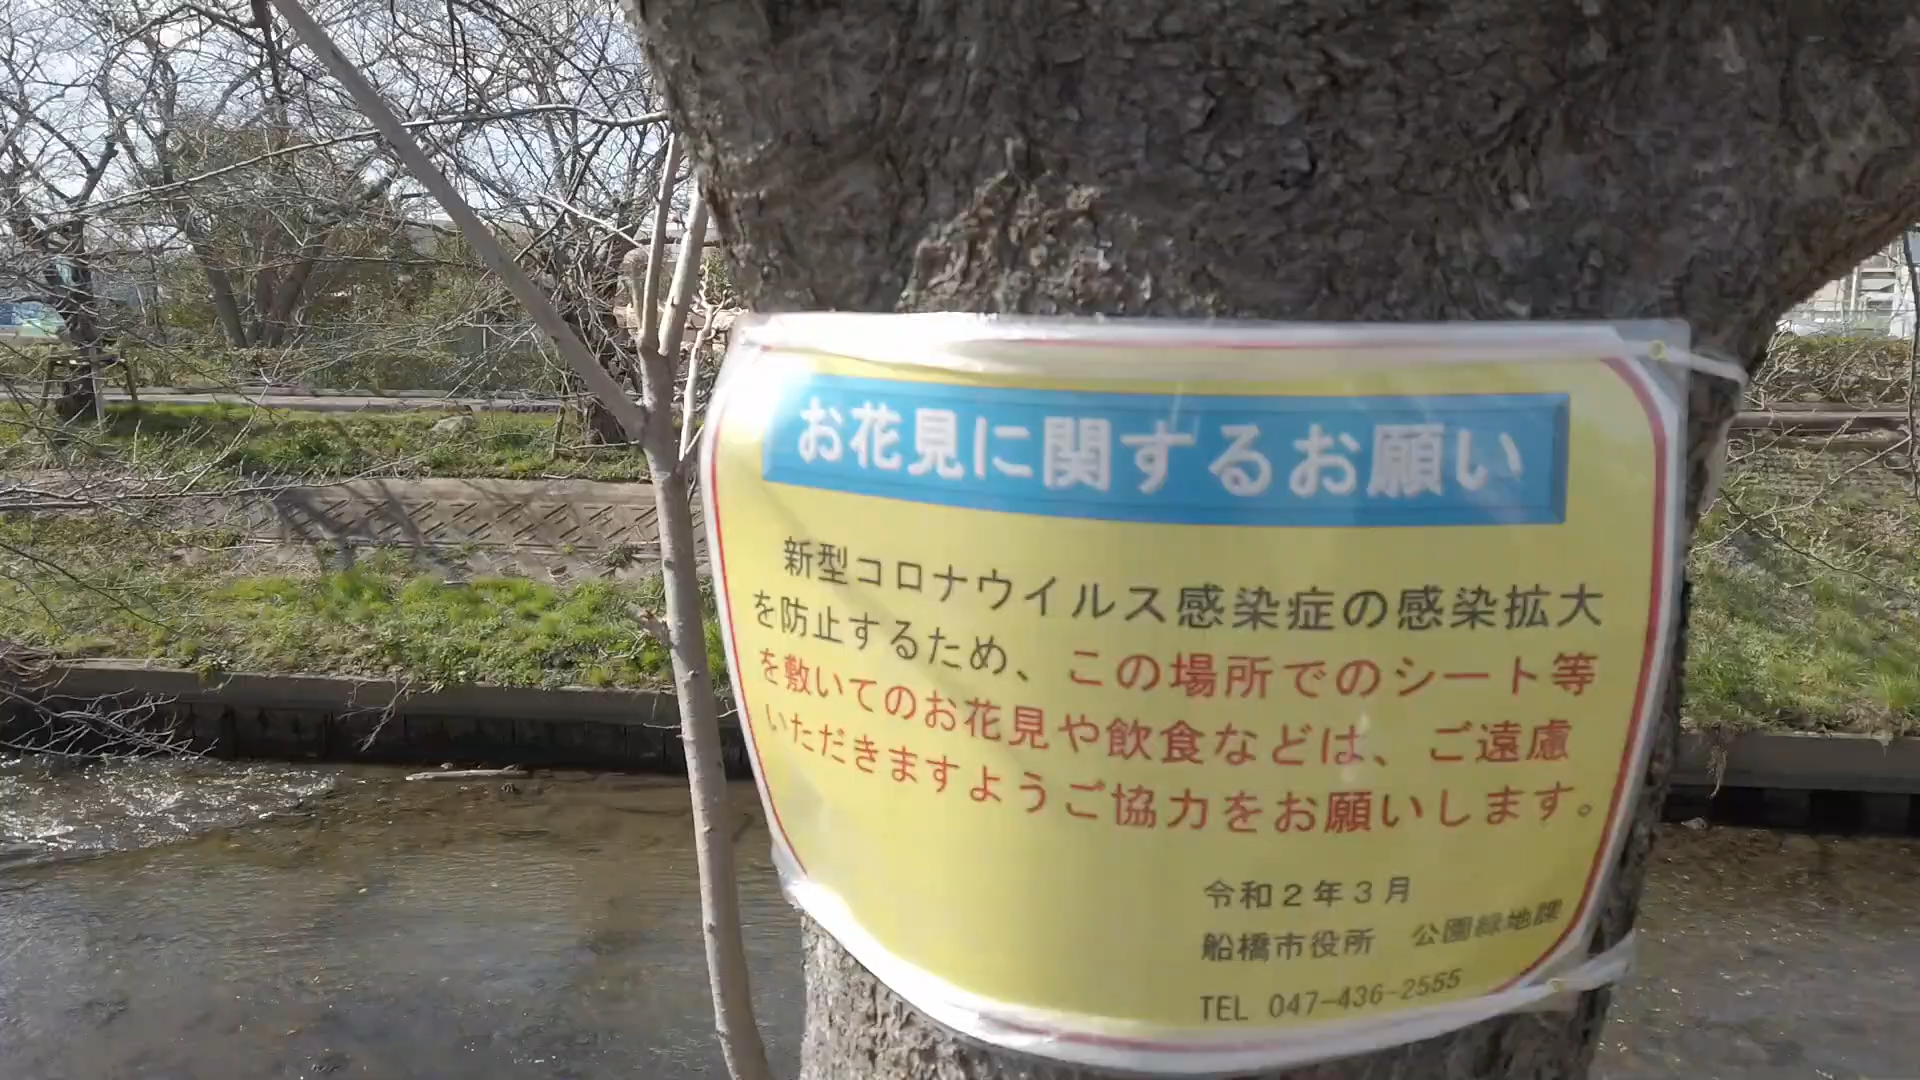 お花見に関するお願い
新型コロナウイルス感染症の感染拡大
を防止するため、この場所でのシート等
を敷いてのお花見や飲食などは、ご遠慮
いただきますようご協力をお願いします。
令和2年3月
船橋市役所 公園緑地課
TEL 047-436-2555